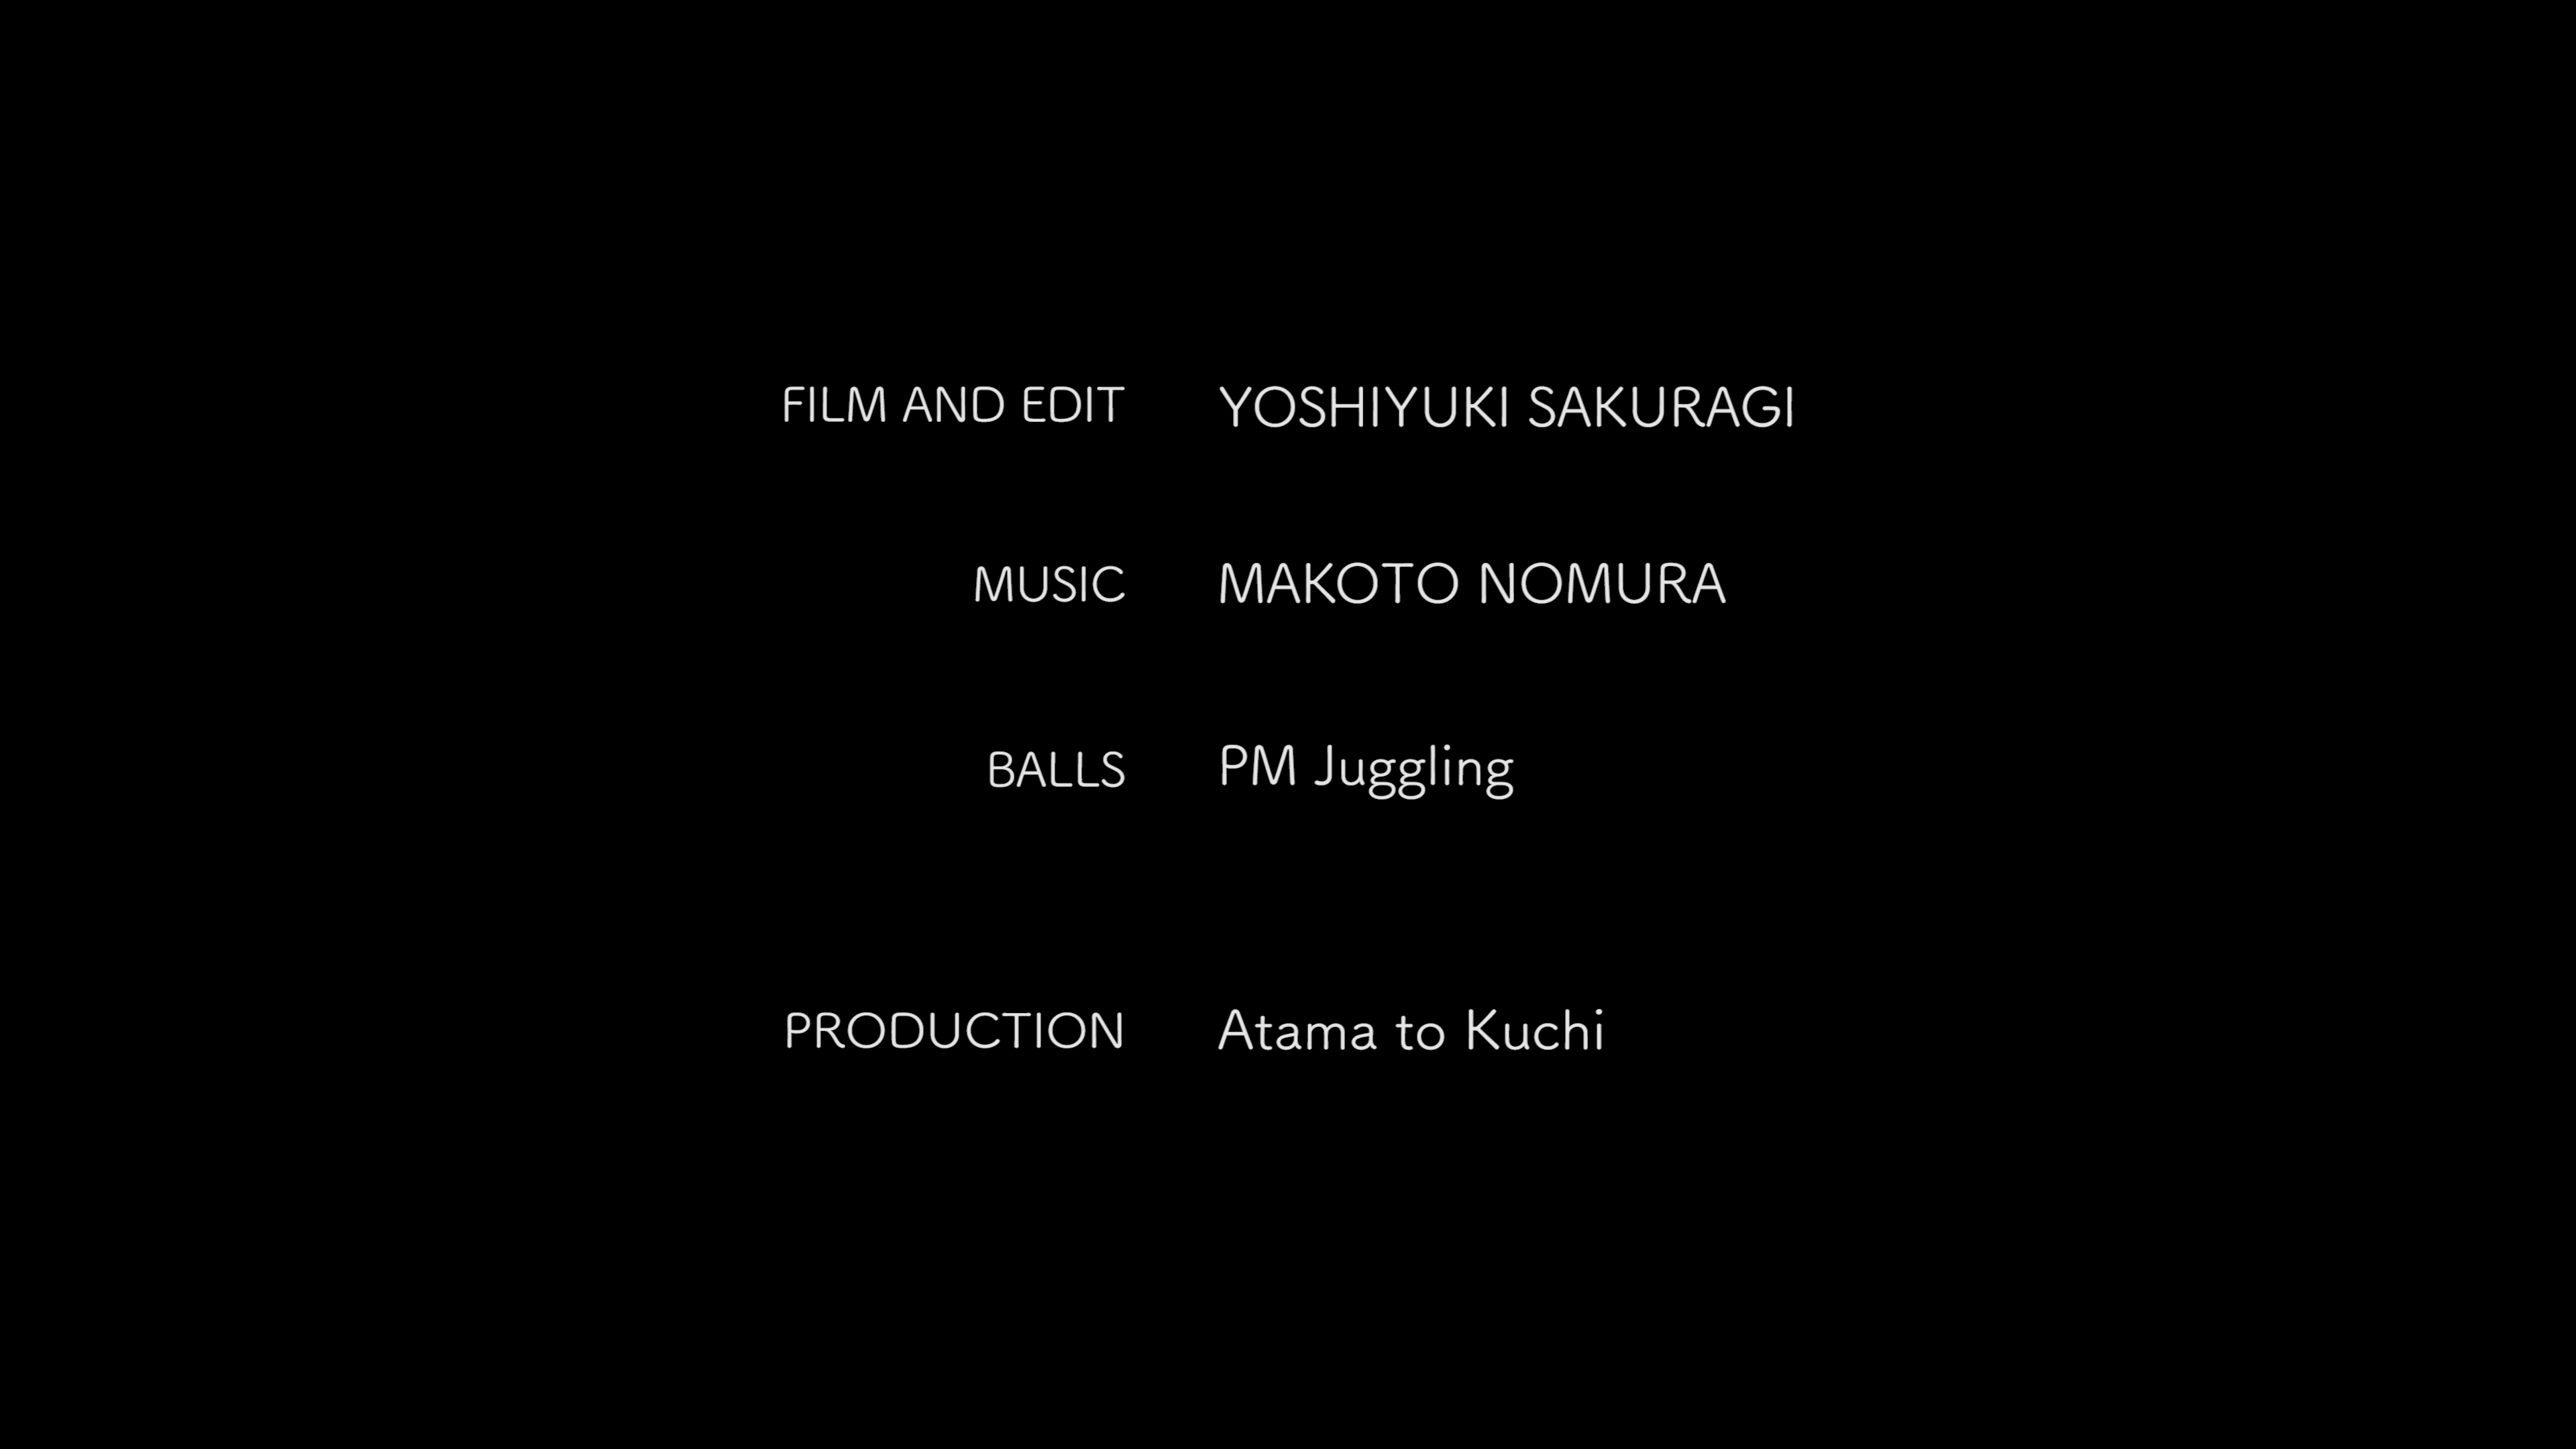 FILM AND EDIT YOSHIYUKI SAKURAGI
MUSIC MAKOTO NOMURA
BALLS PM Juggling
PRODUCTION Atama to Kuchi